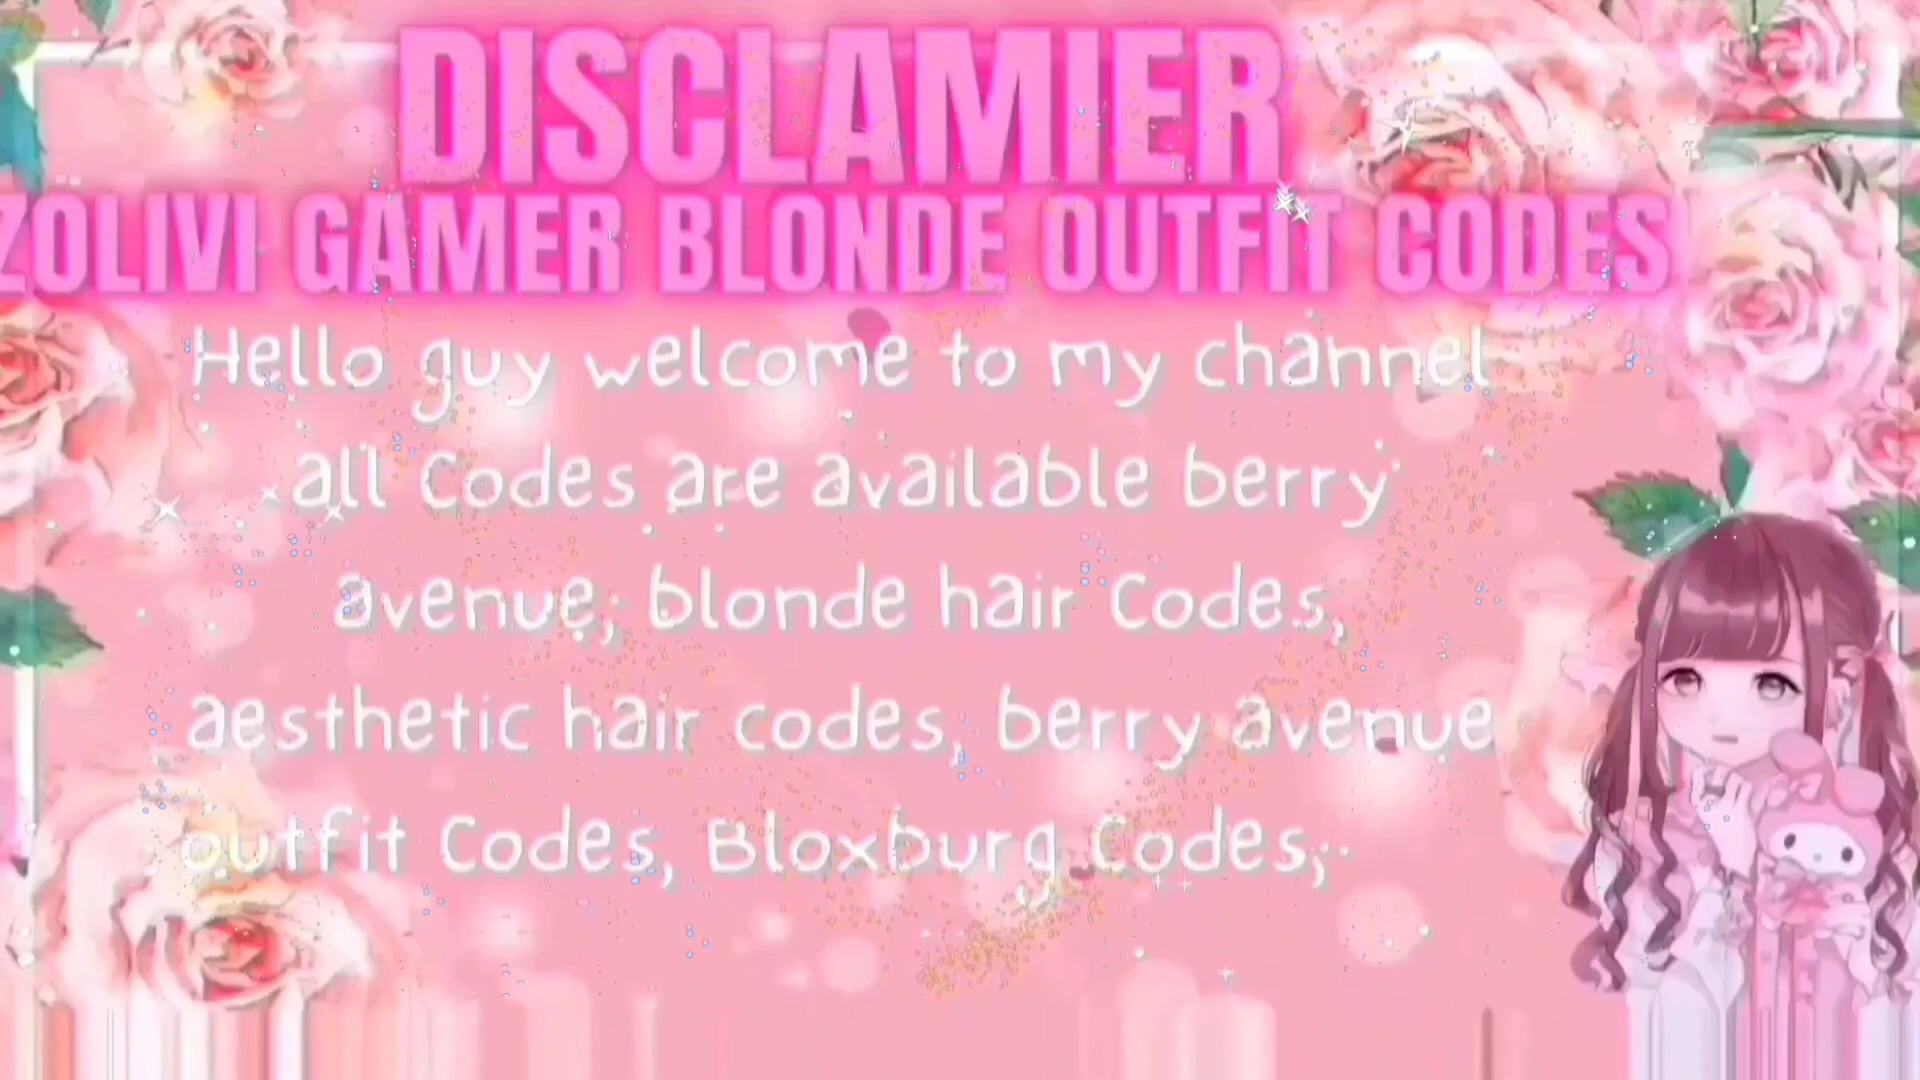 DISCLAMIER
ZOLIVI GAMER BLONDE OUTFIT CODES
Hello guy welcome to my channel
all Codes are available berry
avenue; blonde hair Codes,
aesthetic hair codes, berry avenue
outfit Codes, Bloxburg Codes;